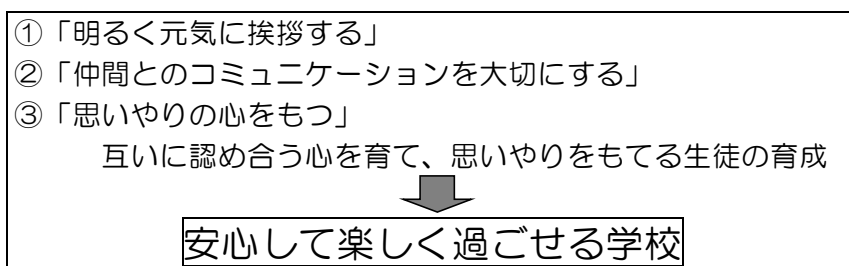 ①「明るく元気に挨拶する」
②「仲間とのコミュニケーションを大切にする」
③「思いやりの心をもつ」
互いに認め合う心を育て、思いやりをもてる生徒の育成
安心して楽しく過ごせる学校